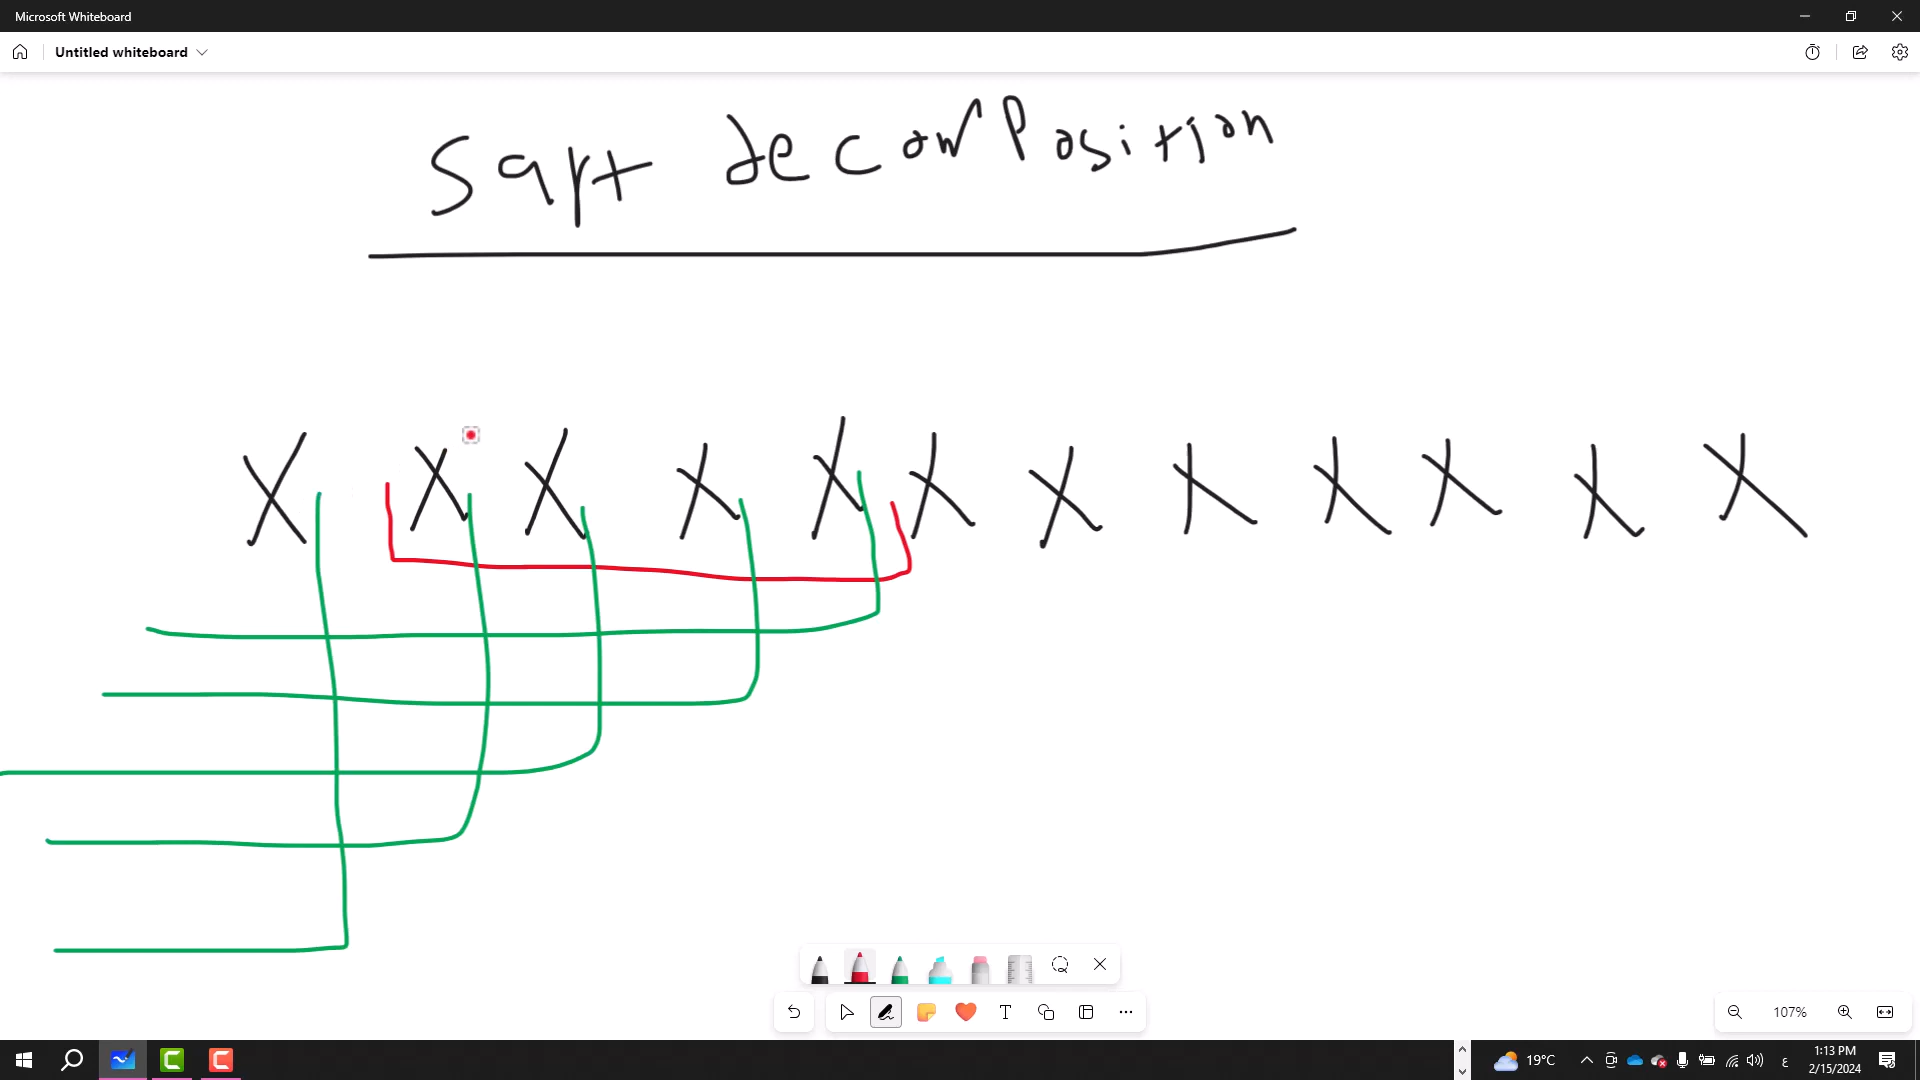 Microsoft Whiteboard
Untitled whiteboard
Sqrt decomposition
X X X X X X X X X X X X
107%
19°C
ع
1:13 PM
2/15/2024